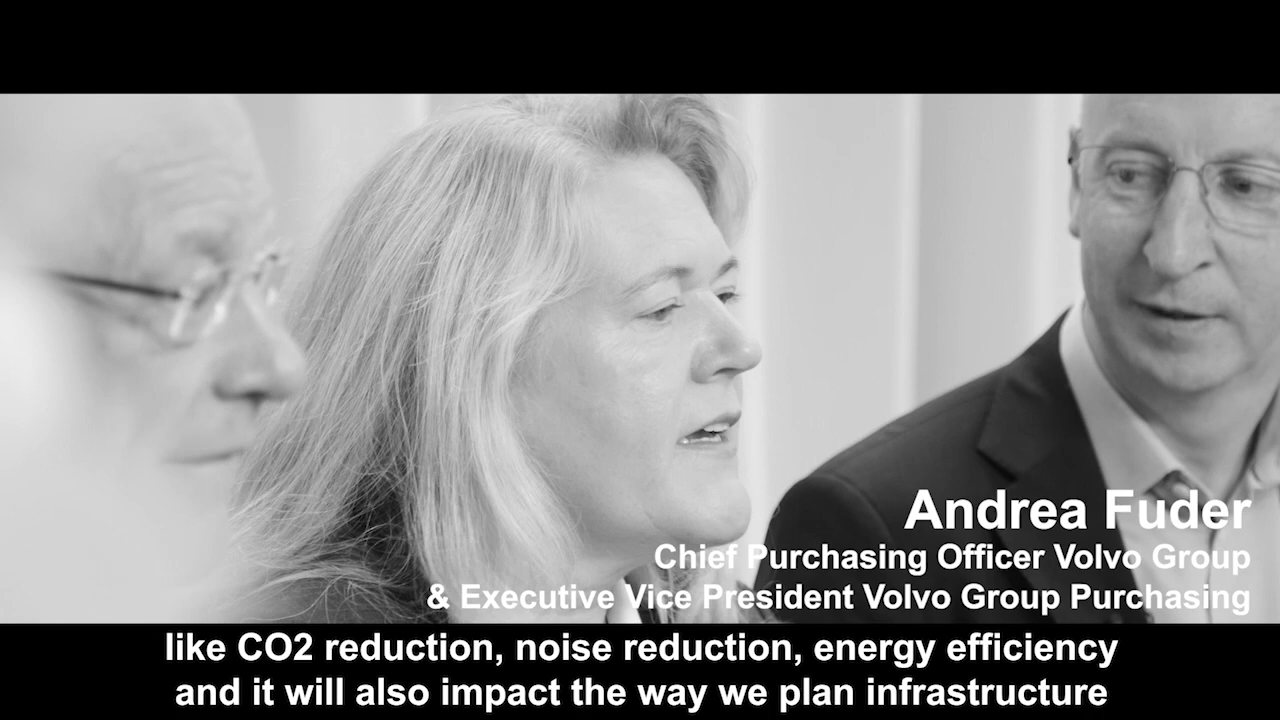 Andrea Fuder
Chief Purchasing Officer Volvo Group
& Executive Vice President Volvo Group Purchasing
like CO2 reduction, noise reduction, energy efficiency
and it will also impact the way we plan infrastructure